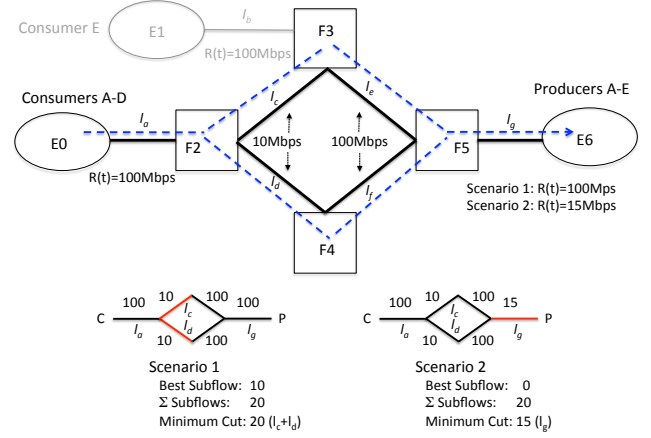 Consumer E
E1
l_b
R(t)=100Mbps
F3
Consumers A-D
E0
l_a
R(t)=100Mbps
F2
l_c
l_e
10Mbps
100Mbps
l_d
l_f
F4
F5
l_g
Producers A-E
E6
Scenario 1: R(t)=100Mps
Scenario 2: R(t)=15Mbps
C
100
l_a
10
l_c
l_d
10
100
100
100
l_g
P
Scenario 1
Best Subflow: 10
Σ Subflows: 20
Minimum Cut: 20 (l_c+l_d)
C
100
l_a
10
l_c
l_d
10
100
100
15
l_g
P
Scenario 2
Best Subflow: 0
Σ Subflows: 20
Minimum Cut: 15 (l_g)